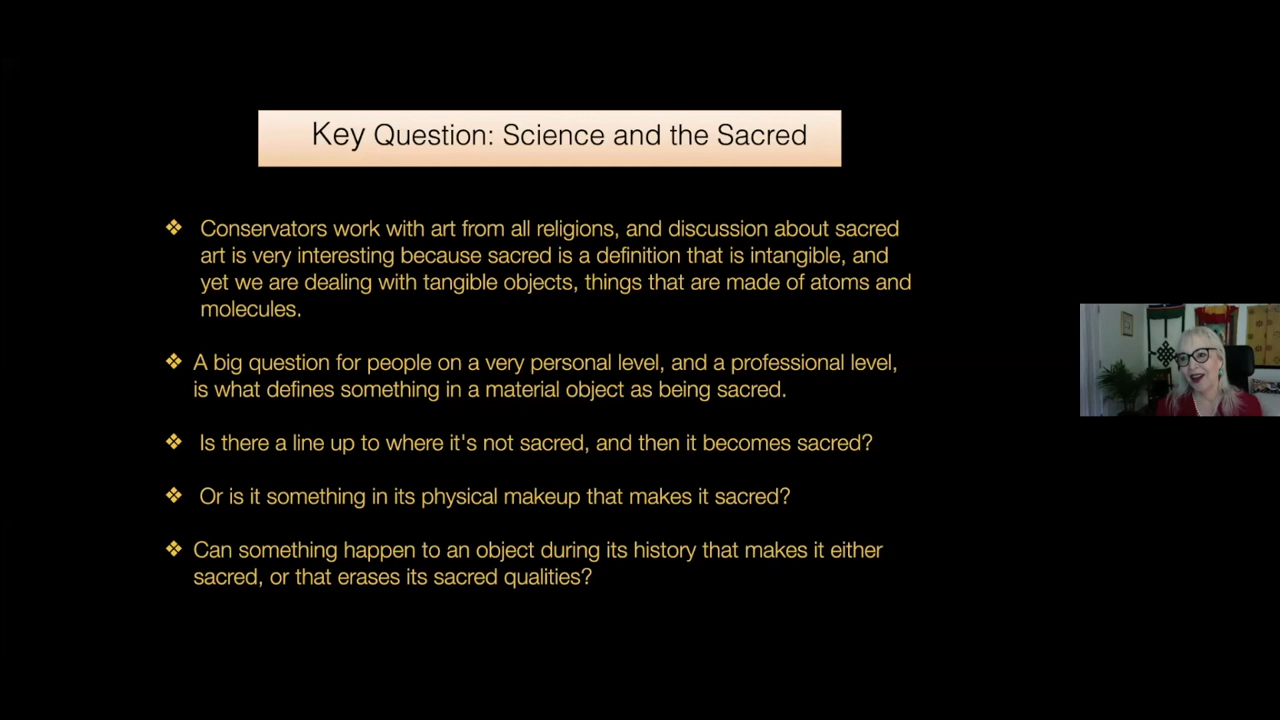 Key Question: Science and the Sacred
❖ Conservators work with art from all religions, and discussion about sacred
art is very interesting because sacred is a definition that is intangible, and
yet we are dealing with tangible objects, things that are made of atoms and
molecules.
❖ A big question for people on a very personal level, and a professional level,
is what defines something in a material object as being sacred.
❖ Is there a line up to where it's not sacred, and then it becomes sacred?
❖ Or is it something in its physical makeup that makes it sacred?
❖ Can something happen to an object during its history that makes it either
sacred, or that erases its sacred qualities?